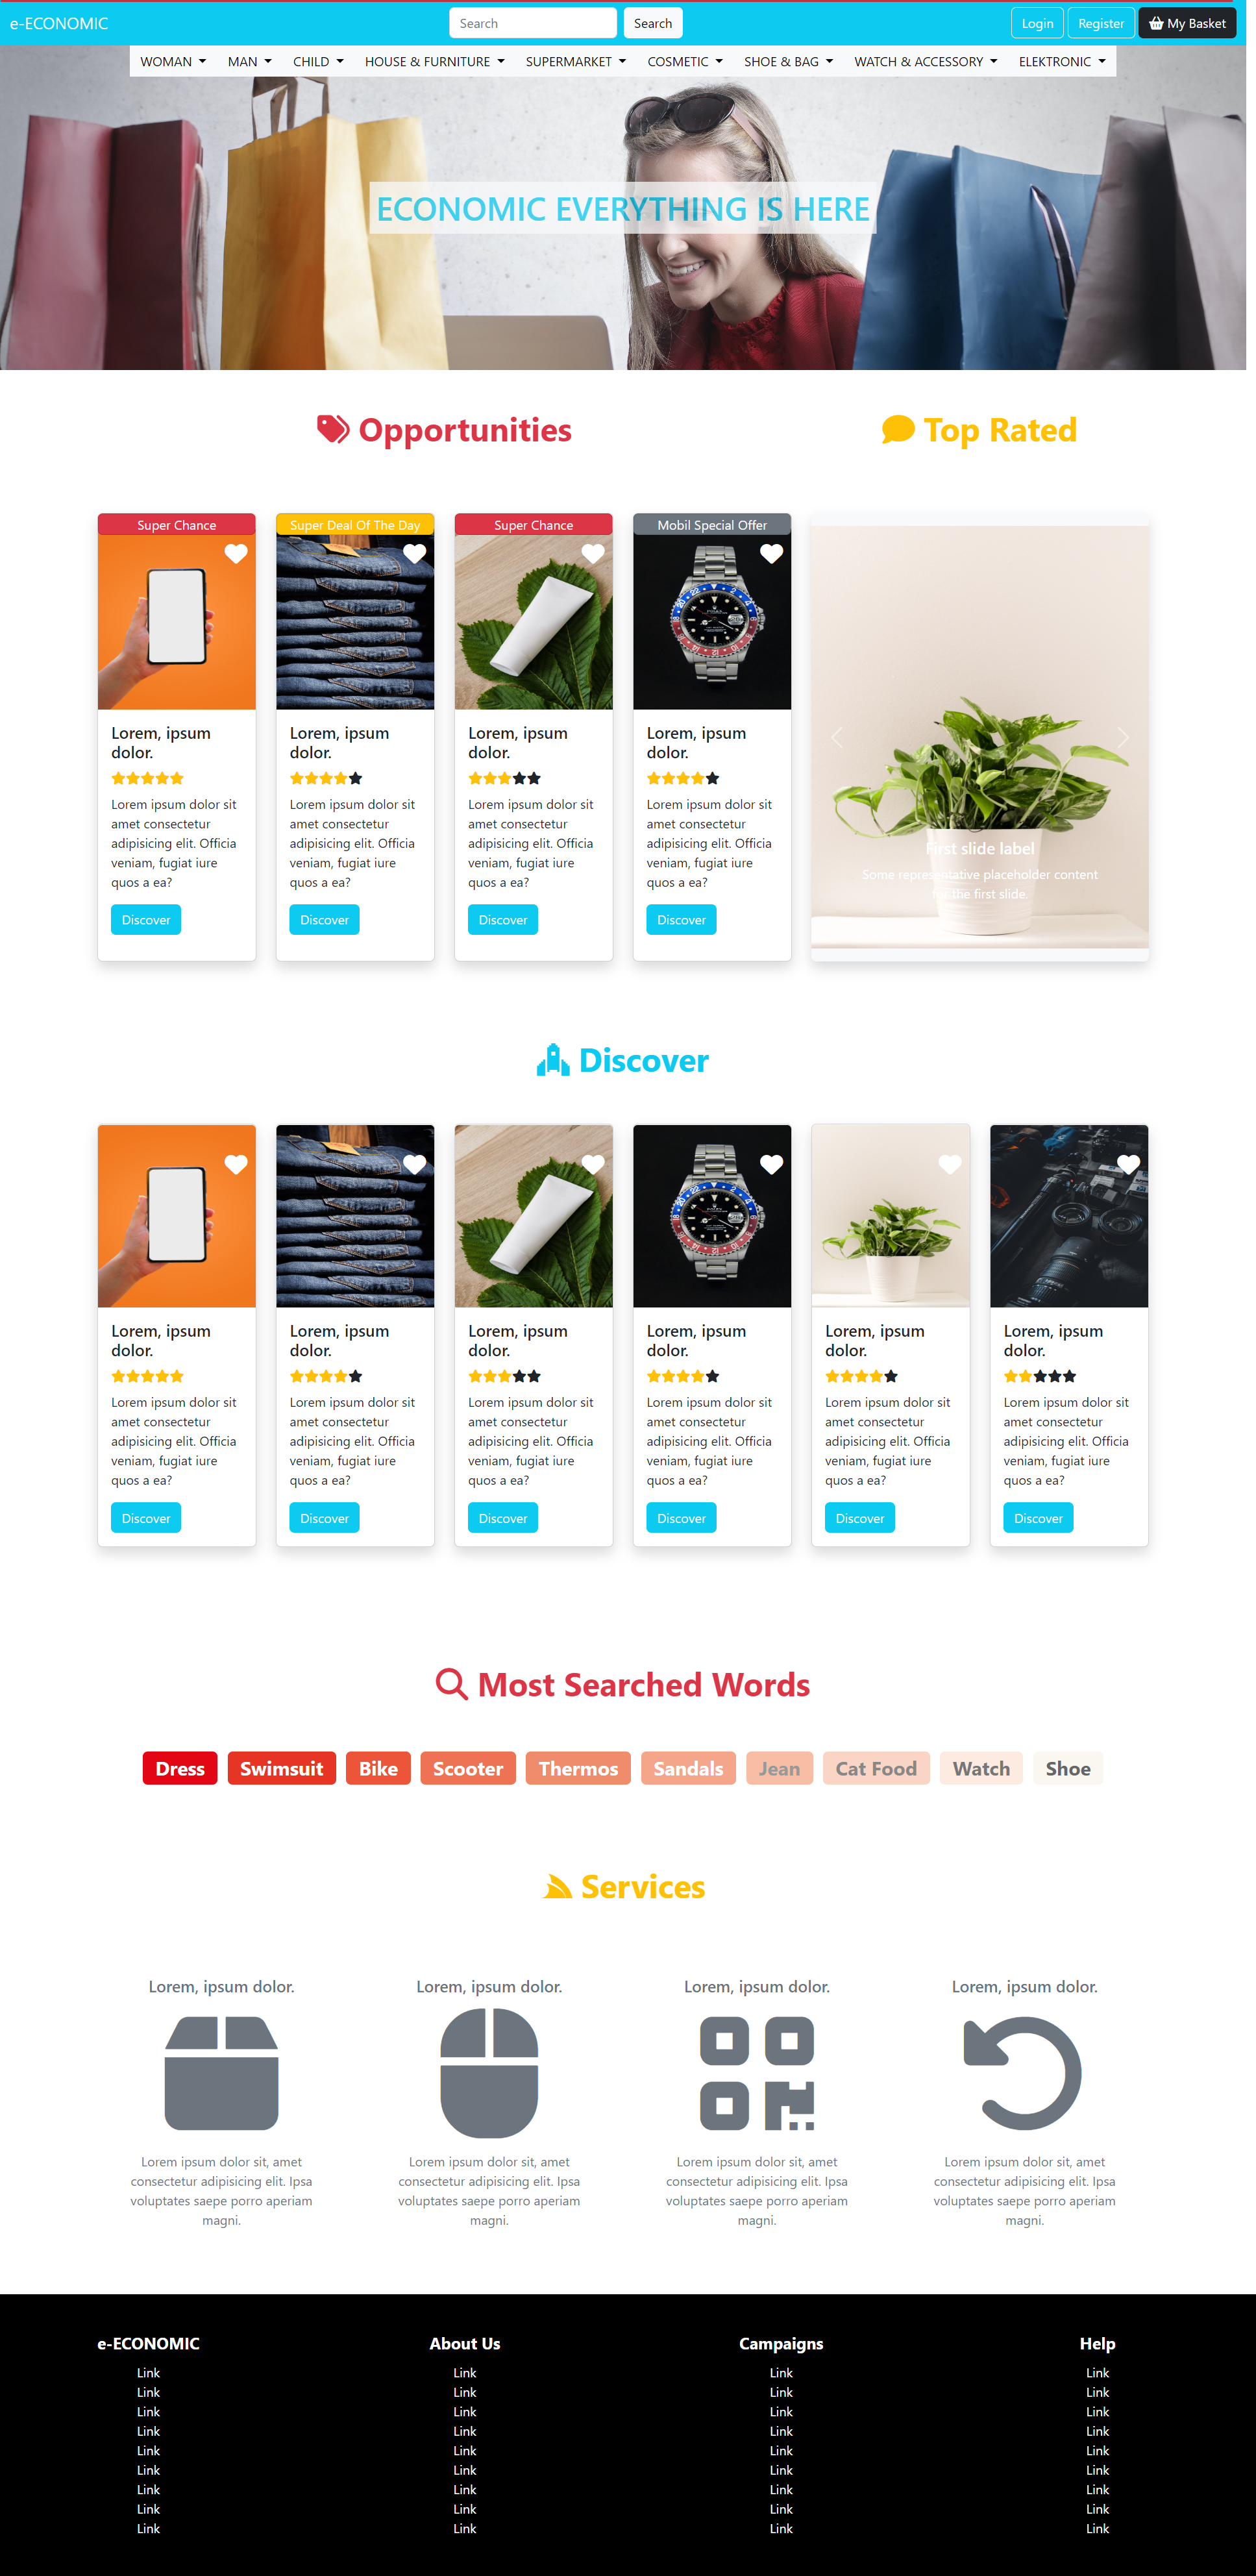 e-ECONOMIC Search Search Login Register My Basket
WOMAN MAN CHILD HOUSE & FURNITURE SUPERMARKET COSMETIC SHOE & BAG WATCH & ACCESSORY ELEKTRONIC
ECONOMIC EVERYTHING IS HERE
Opportunities
Super Chance
Lorem, ipsum
dolor.
Lorem ipsum dolor sit
amet consectetur
adipisicing elit. Officia
veniam, fugiat iure
quos a ea?
Discover
Super Deal Of The Day
Lorem, ipsum
dolor.
Lorem ipsum dolor sit
amet consectetur
adipisicing elit. Officia
veniam, fugiat iure
quos a ea?
Discover
Super Chance
Lorem, ipsum
dolor.
Lorem ipsum dolor sit
amet consectetur
adipisicing elit. Officia
veniam, fugiat iure
quos a ea?
Discover
Mobil Special Offer
Lorem, ipsum
dolor.
Lorem ipsum dolor sit
amet consectetur
adipisicing elit. Officia
veniam, fugiat iure
quos a ea?
Discover
Top Rated
First slide label
Some representative placeholder content
for the first slide.
Discover
Lorem, ipsum
dolor.
Lorem ipsum dolor sit
amet consectetur
adipisicing elit. Officia
veniam, fugiat iure
quos a ea?
Discover
Lorem, ipsum
dolor.
Lorem ipsum dolor sit
amet consectetur
adipisicing elit. Officia
veniam, fugiat iure
quos a ea?
Discover
Lorem, ipsum
dolor.
Lorem ipsum dolor sit
amet consectetur
adipisicing elit. Officia
veniam, fugiat iure
quos a ea?
Discover
Lorem, ipsum
dolor.
Lorem ipsum dolor sit
amet consectetur
adipisicing elit. Officia
veniam, fugiat iure
quos a ea?
Discover
Lorem, ipsum
dolor.
Lorem ipsum dolor sit
amet consectetur
adipisicing elit. Officia
veniam, fugiat iure
quos a ea?
Discover
Lorem, ipsum
dolor.
Lorem ipsum dolor sit
amet consectetur
adipisicing elit. Officia
veniam, fugiat iure
quos a ea?
Discover
Most Searched Words
Dress Swimsuit Bike Scooter Thermos Sandals Jean Cat Food Watch Shoe
Services
Lorem, ipsum dolor.
Lorem ipsum dolor sit, amet
consectetur adipisicing elit. Ipsa
voluptates saepe porro aperiam
magni.
Lorem, ipsum dolor.
Lorem ipsum dolor sit, amet
consectetur adipisicing elit. Ipsa
voluptates saepe porro aperiam
magni.
Lorem, ipsum dolor.
Lorem ipsum dolor sit, amet
consectetur adipisicing elit. Ipsa
voluptates saepe porro aperiam
magni.
Lorem, ipsum dolor.
Lorem ipsum dolor sit, amet
consectetur adipisicing elit. Ipsa
voluptates saepe porro aperiam
magni.
e-ECONOMIC
Link
Link
Link
Link
Link
Link
Link
Link
Link
About Us
Link
Link
Link
Link
Link
Link
Link
Link
Link
Campaigns
Link
Link
Link
Link
Link
Link
Link
Link
Link
Help
Link
Link
Link
Link
Link
Link
Link
Link
Link